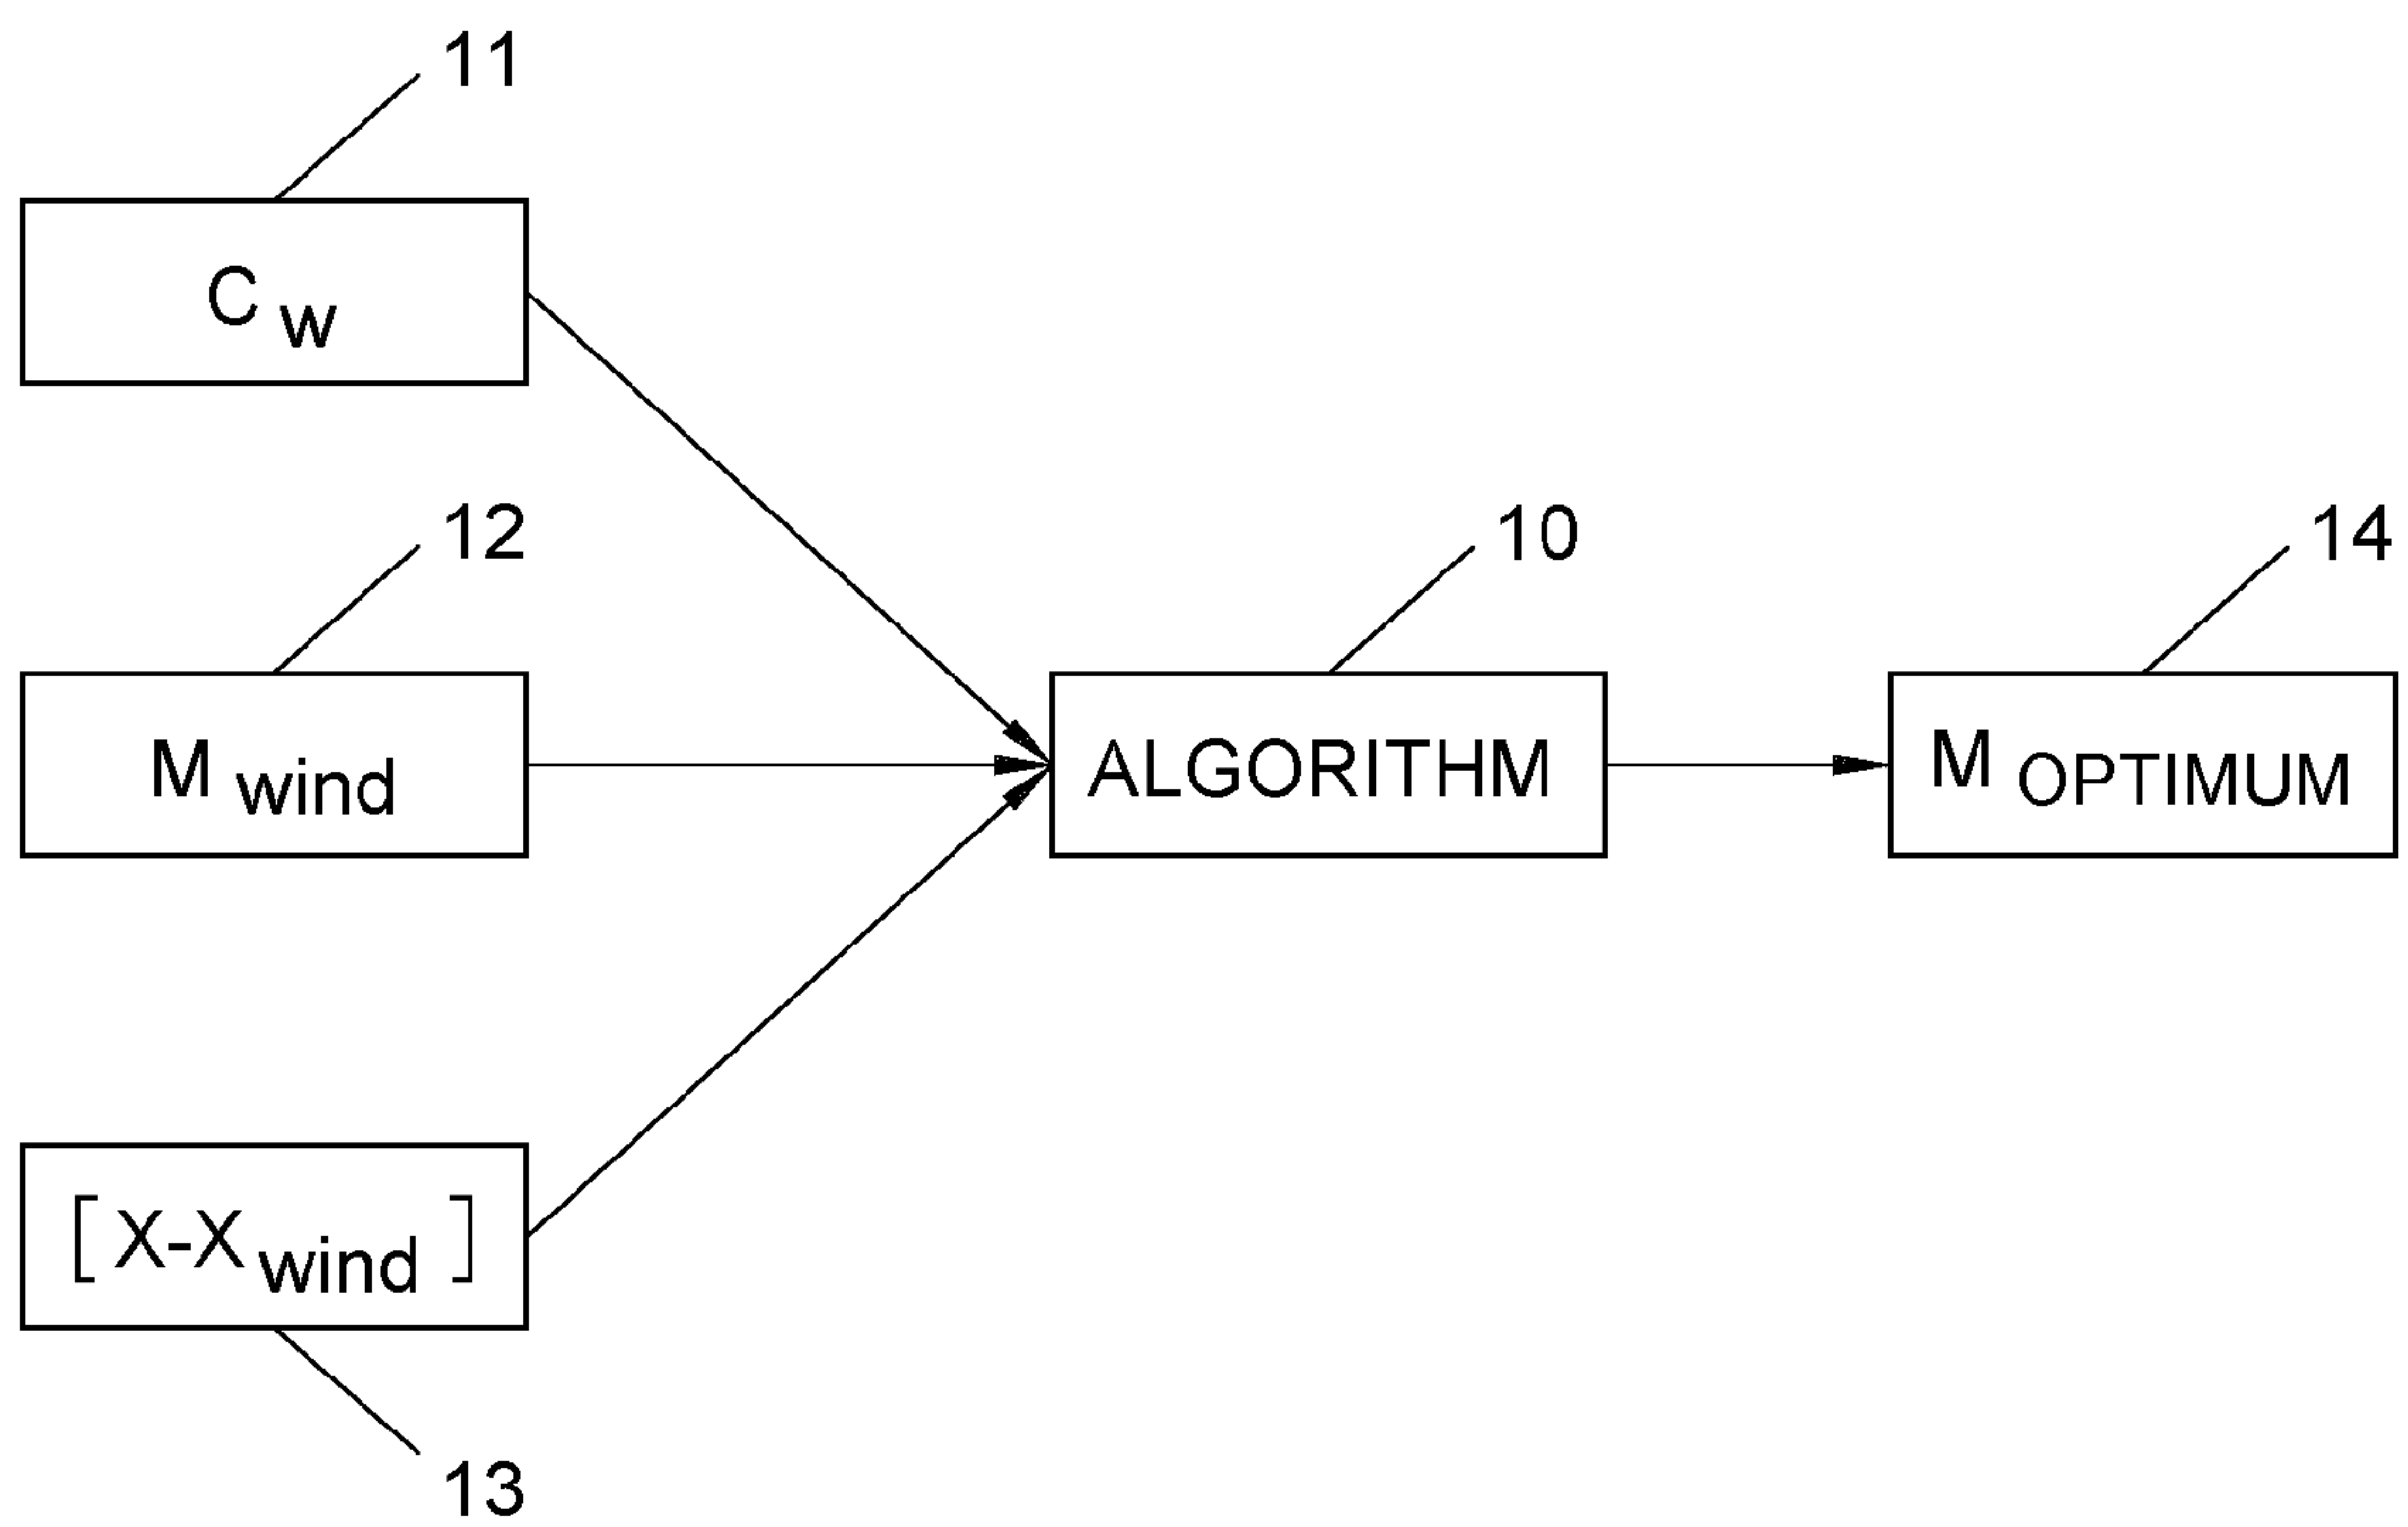 11
C w
12
M wind
10
ALGORITHM
14
M OPTIMUM
[X-X wind]
13